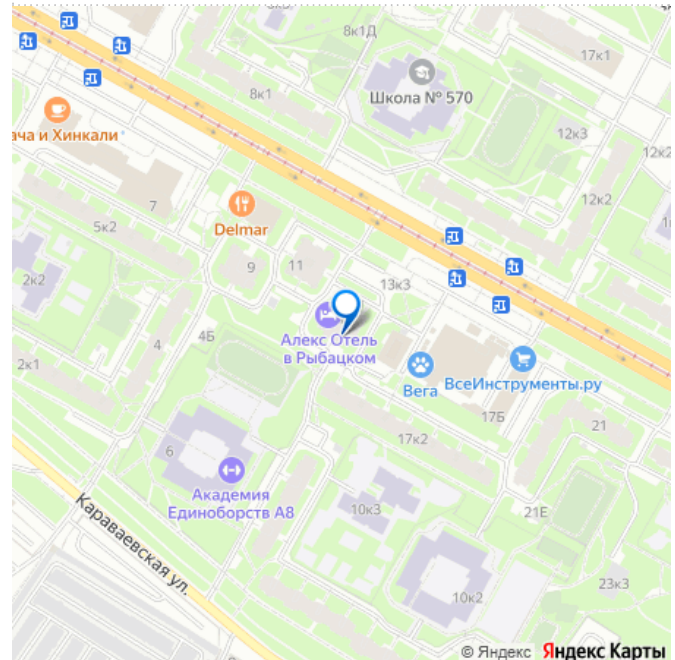 8к1Д
17к1
Школа № 570
8к1
12к3
ача и Хинкали
12к2
12к2
7
Delmar
5к2
9
11
13к3
2к2
4Б
4
Алекс Отель
в Рыбацком
2к1
Вега
ВсеИнструменты.ру
17Б
21
17к2
6
Академия
Единоборств А8
10к3
21Е
Караваевская ул.
10к2
23к3
© Яндекс Яндекс Карты